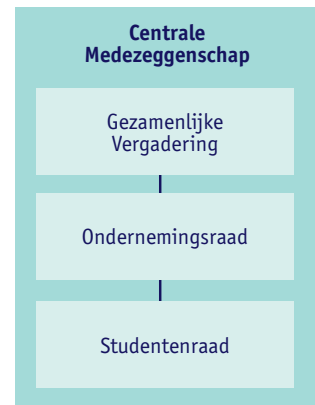 Centrale
Medezeggenschap
Gezamenlijke
Vergadering
Ondernemingsraad
Studentenraad